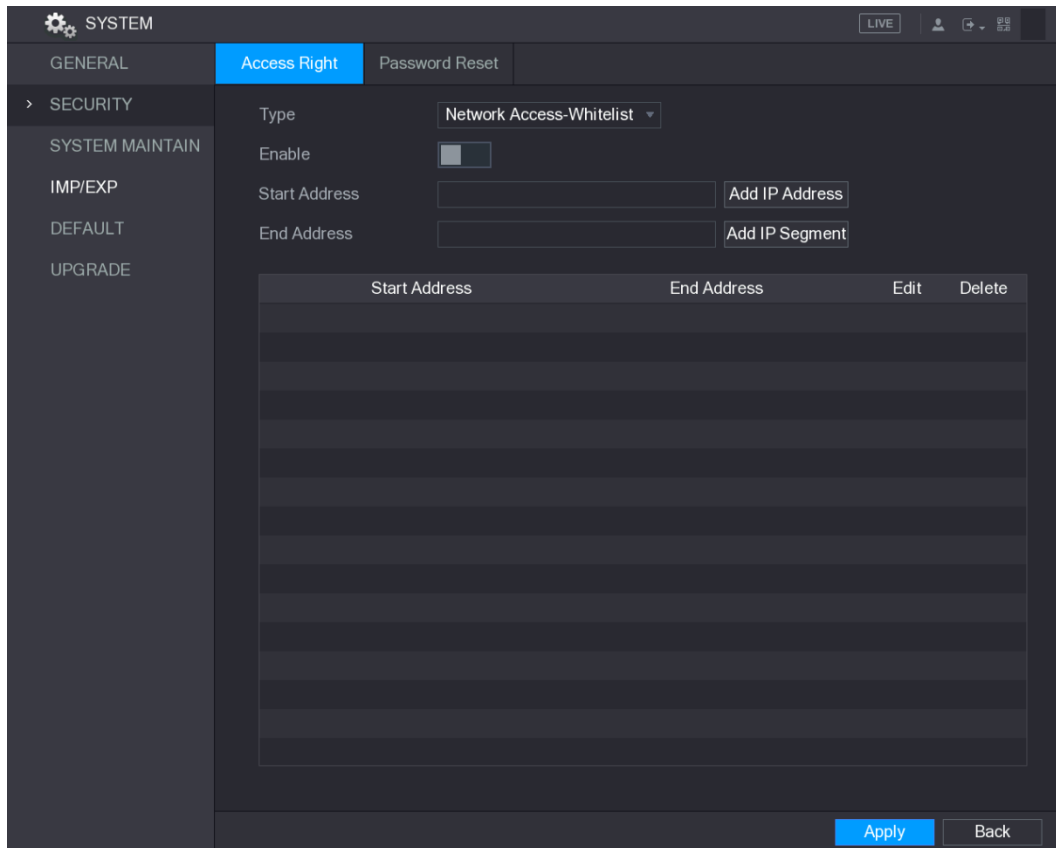 SYSTEM
LIVE
GENERAL
SECURITY
SYSTEM MAINTAIN
IMP/EXP
DEFAULT
UPGRADE
Access Right Password Reset
Type Network Access-Whitelist
Enable
Start Address Add IP Address
End Address Add IP Segment
Start Address End Address Edit Delete
Apply Back